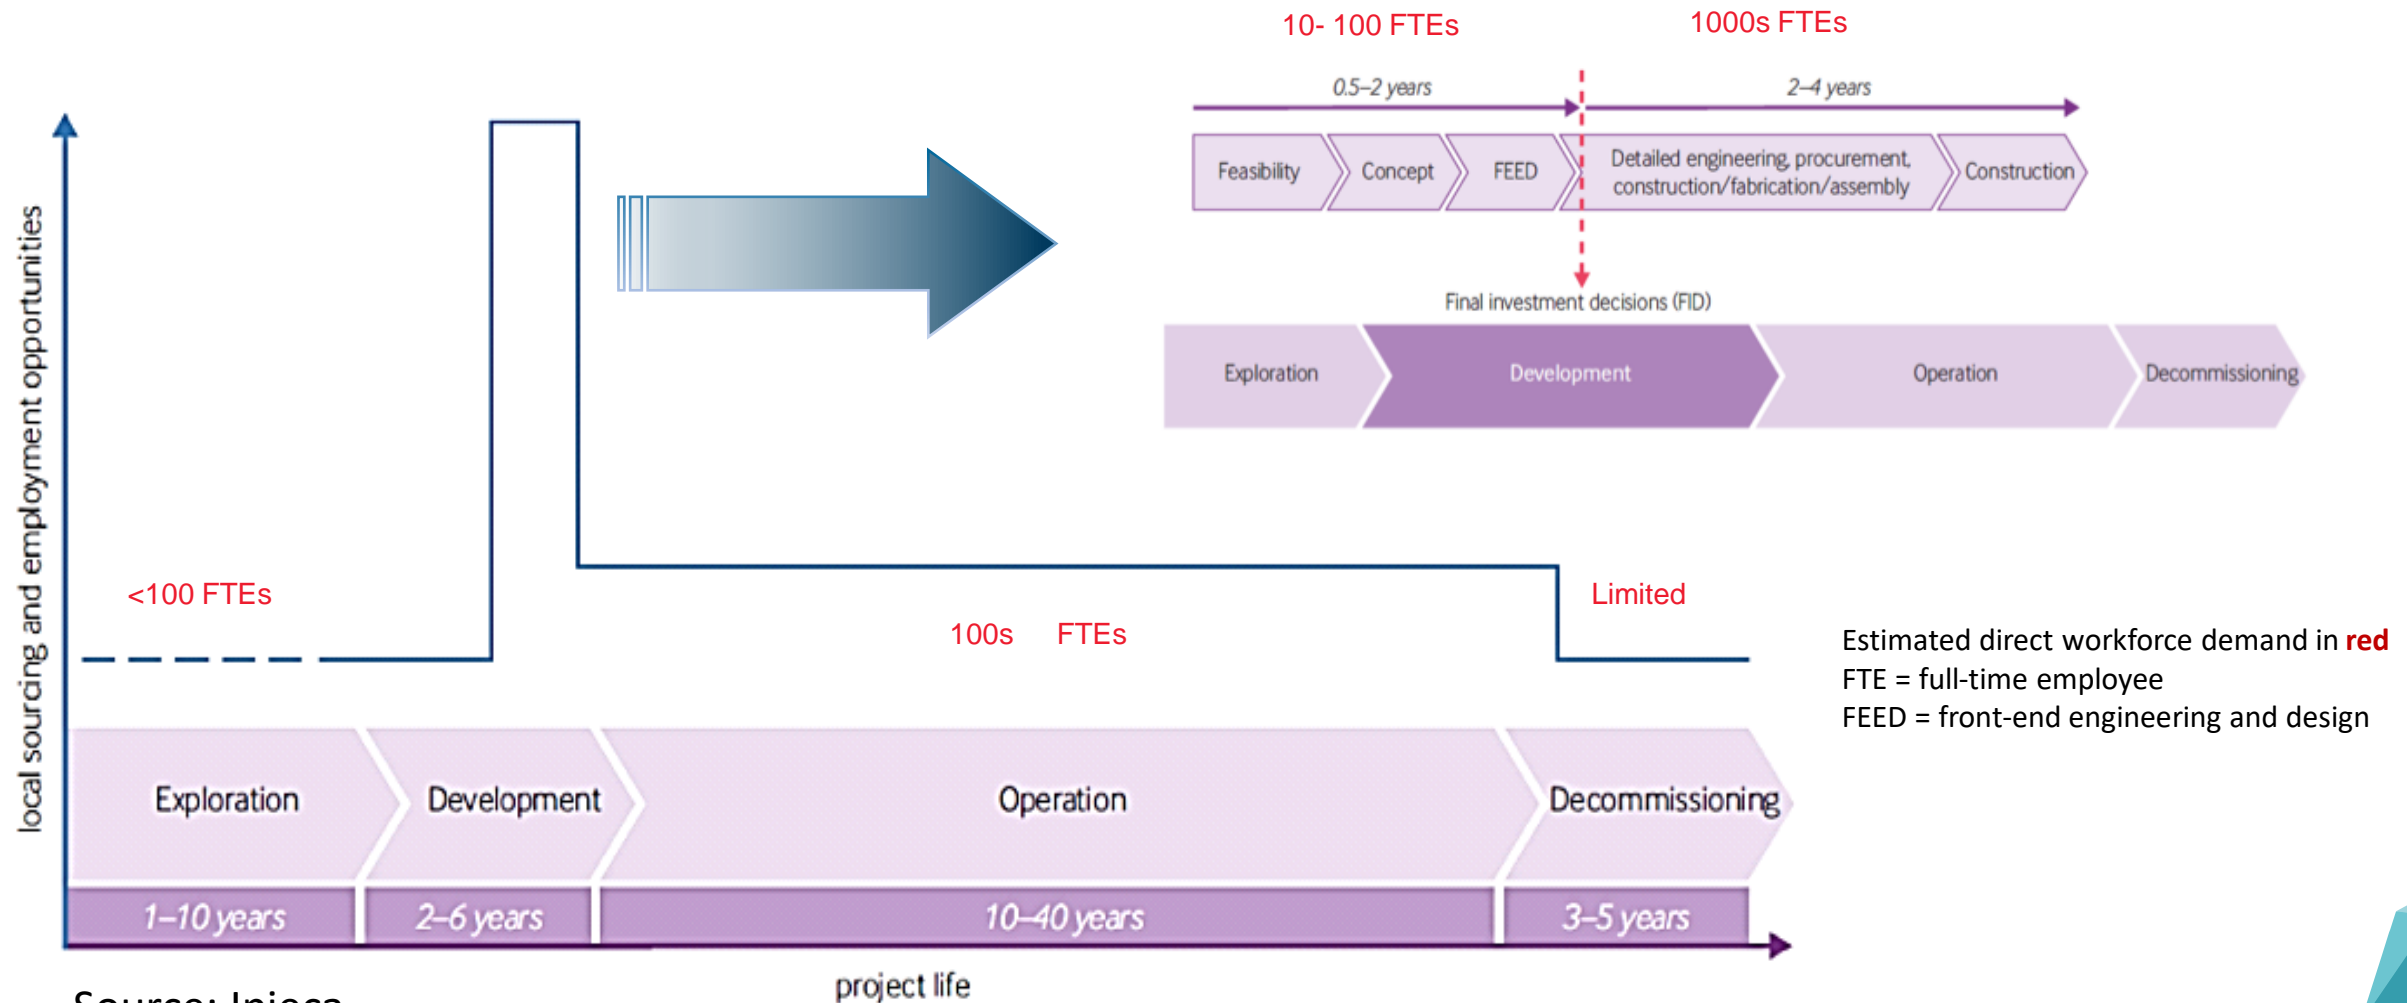 10- 100 FTEs
1000s FTEs
0.5–2 years
2–4 years
Feasibility
Concept
FEED
Detailed engineering, procurement,
construction/fabrication/assembly
Construction
Final investment decisions (FID)
Exploration
Development
Operation
Decommissioning
local sourcing and employment opportunities
<100 FTEs
100s FTEs
Limited
Estimated direct workforce demand in red
FTE = full-time employee
FEED = front-end engineering and design
Exploration
Development
Operation
Decommissioning
1–10 years
2–6 years
10–40 years
3–5 years
project life
Source: Ipieca